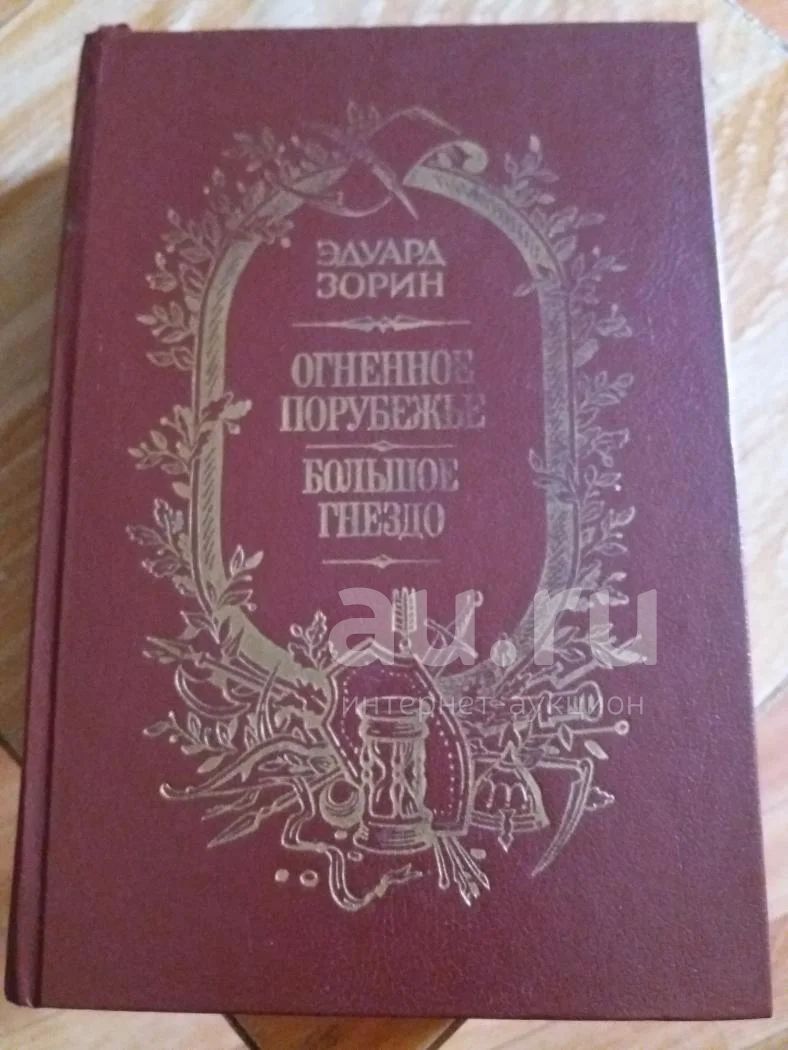 ЭДУАРД
ЗОРИН
ОГНЕННОЕ
ПОРУБЕЖЬЕ
БОЛЬШОЕ
ГНЕЗДО
au.ru
интернет-аукцион